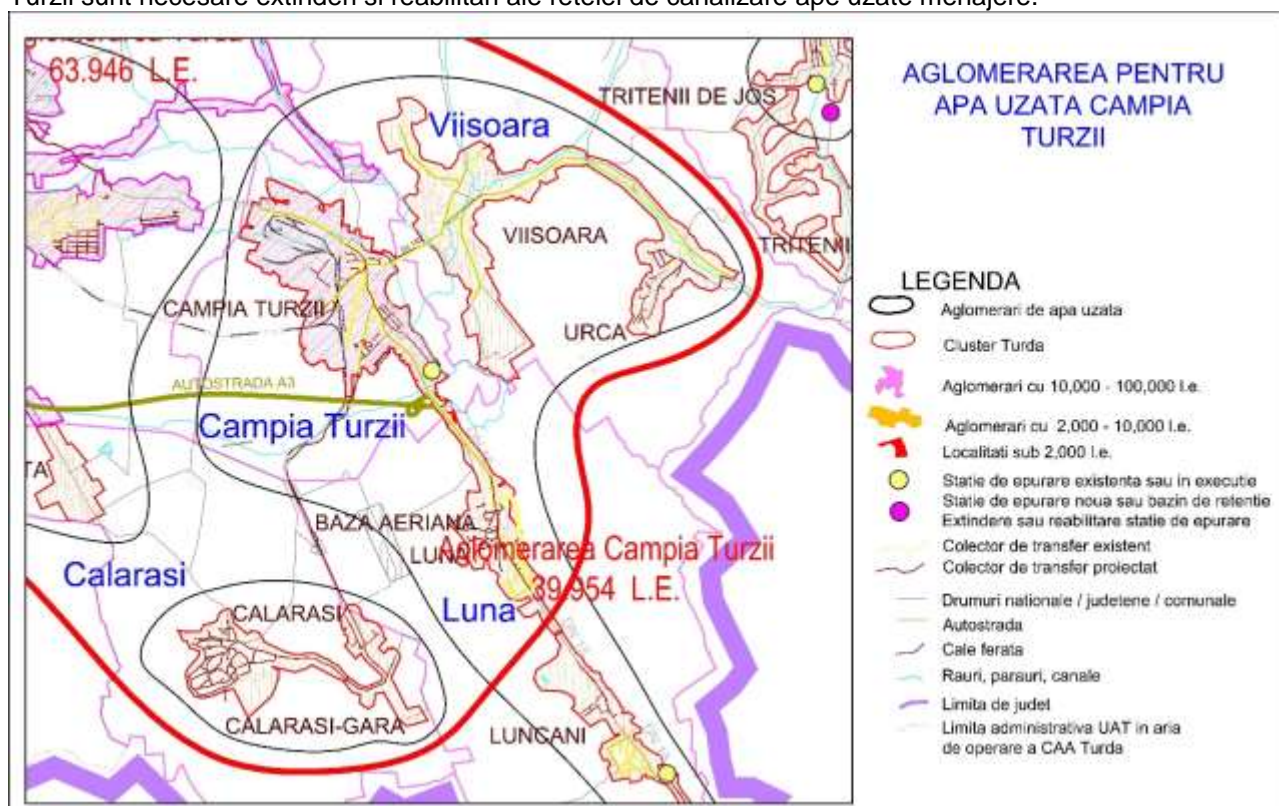 Turzii sunt necesare extinderi si reabilitari ale retelei de canalizare ape uzate menajere.
63.946 L.E.
TRITENII DE JOS
Viisoara
VIISOARA
TRITENII
CAMPIA TURZII
URCA
AUTOSTRADA A3
Campia Turzii
BAZA AERIANA
LUNA
Aglomerarea Campia Turzii
39.954 L.E.
Calarasi
Luna
CALARASI
CALARASI-GARA
LUNCANI
AGLOMERAREA PENTRU
APA UZATA CAMPIA
TURZII
LEGENDA
Aglomerari de apa uzata
Cluster Turda
Aglomerari cu 10,000 - 100,000 l.e.
Aglomerari cu 2,000 - 10,000 l.e.
Localitati sub 2,000 l.e.
Statie de epurare existenta sau in executie
Statie de epurare noua sau bazin de retentie
Extindere sau reabilitare statie de epurare
Colector de transfer existent
Colector de transfer proiectat
Drumuri nationale / judetene / comunale
Autostrada
Cale ferata
Rauri, parauri, canale
Limita de judet
Limita administrativa UAT in aria
de operare a CAA Turda